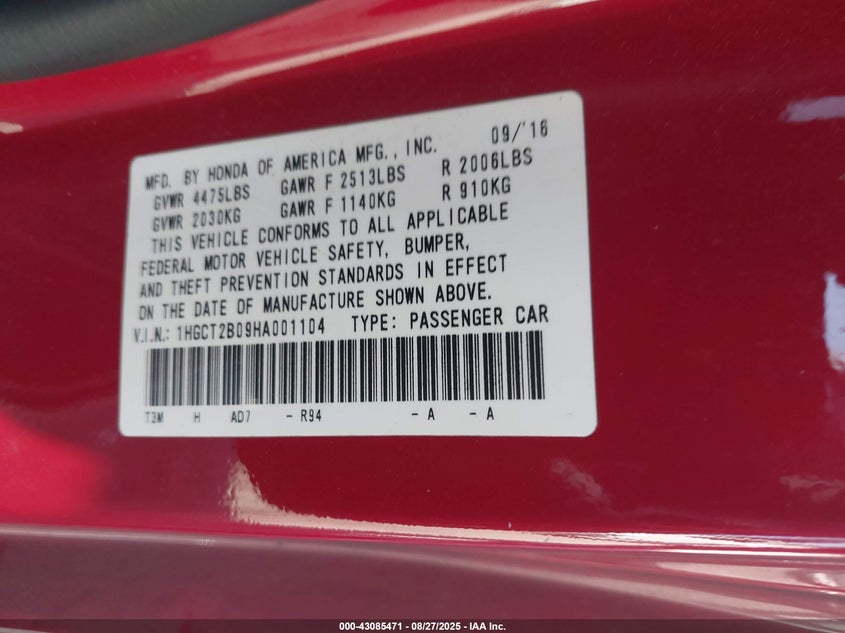 MFD. BY HONDA OF AMERICA MFG., INC. 09/'16
GVWR 4475LBS GAWR F 2513LBS R 2006LBS
GVWR 2030KG GAWR F 1140KG R 910KG
THIS VEHICLE CONFORMS TO ALL APPLICABLE
FEDERAL MOTOR VEHICLE SAFETY, BUMPER,
AND THEFT PREVENTION STANDARDS IN EFFECT
ON THE DATE OF MANUFACTURE SHOWN ABOVE.
V.I.N.: 1HGCT2B09HA001104 TYPE: PASSENGER CAR
T3M H AD7 - R94 - A - A
000-43085471 | 08/27/2025 - IAA Inc.